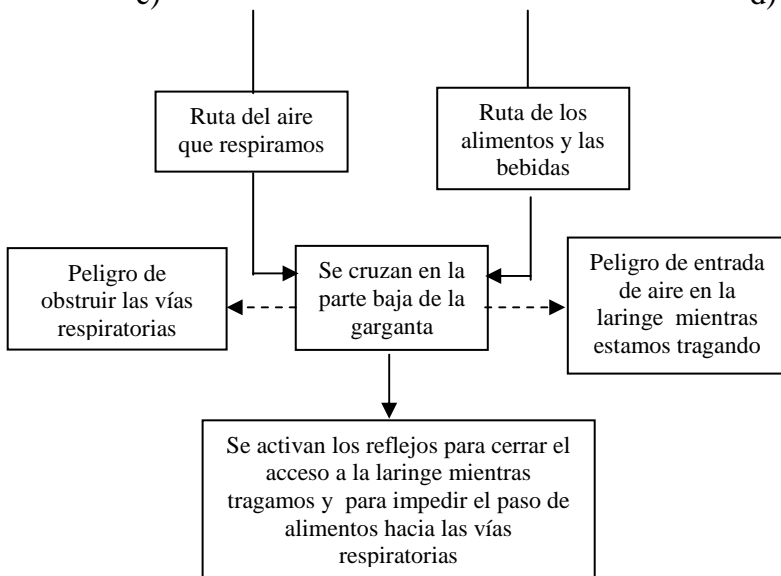 c) d)
Ruta del aire
que respiramos
Ruta de los
alimentos y las
bebidas
Peligro de
obstruir las vías
respiratorias
Se cruzan en la
parte baja de la
garganta
Peligro de entrada
de aire en la
laringe mientras
estamos tragando
Se activan los reflejos para cerrar el
acceso a la laringe mientras
tragamos y para impedir el paso de
alimentos hacia las vías
respiratorias